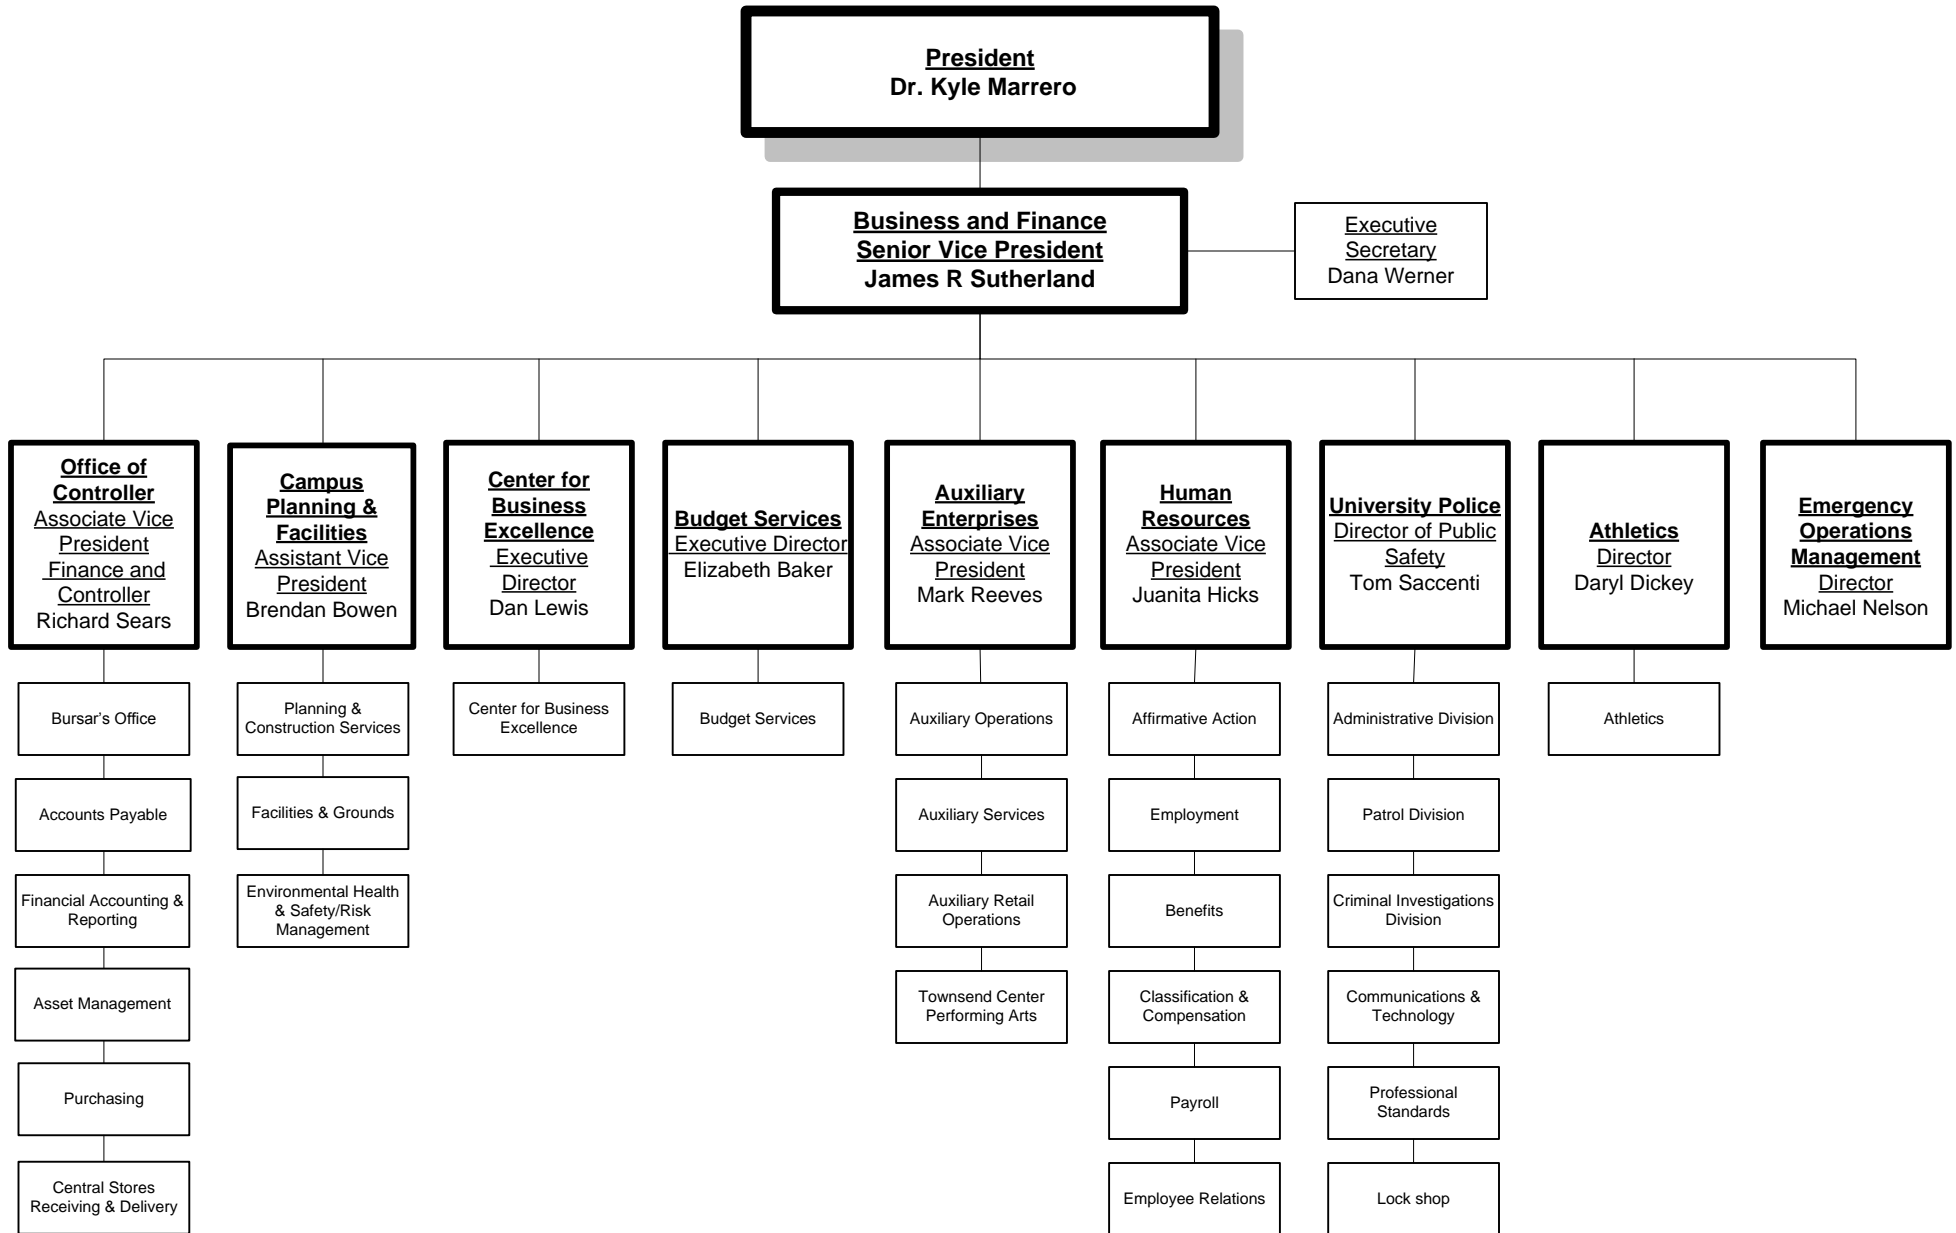 President
Dr. Kyle Marrero
Business and Finance
Senior Vice President
James R Sutherland
Executive
Secretary
Dana Werner
Office of
Controller
Associate Vice
President
Finance and
Controller
Richard Sears
Campus
Planning &
Facilities
Assistant Vice
President
Brendan Bowen
Center for
Business
Excellence
Executive
Director
Dan Lewis
Budget Services
Executive Director
Elizabeth Baker
Auxiliary
Enterprises
Associate Vice
President
Mark Reeves
Human
Resources
Associate Vice
President
Juanita Hicks
University Police
Director of Public
Safety
Tom Saccenti
Athletics
Director
Daryl Dickey
Emergency
Operations
Management
Director
Michael Nelson
Bursar’s Office
Accounts Payable
Financial Accounting &
Reporting
Asset Management
Purchasing
Central Stores
Receiving & Delivery
Planning &
Construction Services
Facilities & Grounds
Environmental Health
& Safety/Risk
Management
Center for Business
Excellence
Budget Services
Auxiliary Operations
Auxiliary Services
Auxiliary Retail
Operations
Townsend Center
Performing Arts
Affirmative Action
Employment
Benefits
Classification &
Compensation
Payroll
Employee Relations
Administrative Division
Patrol Division
Criminal Investigations
Division
Communications &
Technology
Professional
Standards
Lock shop
Athletics